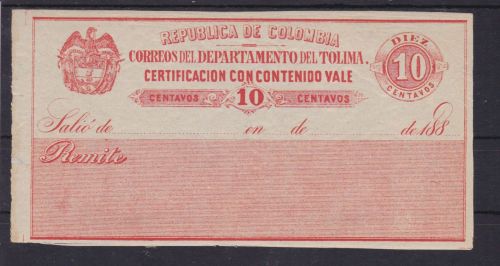 REPUBLICA DE COLOMBIA
CORREOS DEL DEPARTAMENTO DEL TOLIMA.
CERTIFICACION CON CONTENIDO VALE
CENTAVOS 10 CENTAVOS
DIEZ
10
CENTAVOS
Salió de en de de 188
Remite